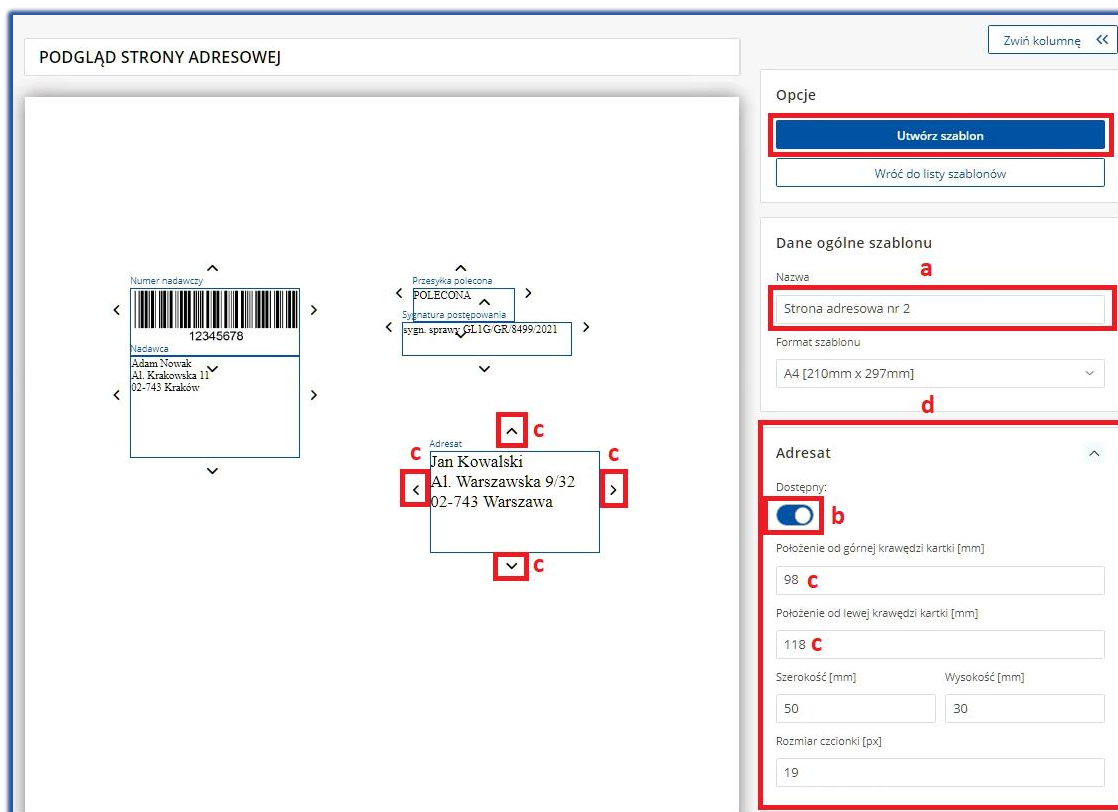 Zwiń kolumnę
PODGLĄD STRONY ADRESOWEJ
Opcje
Utwórz szablon
Wróć do listy szablonów
Dane ogólne szablonu
a
Nazwa
Strona adresowa nr 2
Format szablonu
A4 [210mm x 297mm]
d
Numer nadawczy
12345678
Nadawca
Adam Nowak
Al. Krakowska 11
02-743 Kraków
Przesyłka polecona
POLECONA
Sygnatura postępowania
sygn. sprawy GL1G/GR/8499/2021
c
Adresat
c
c
Jan Kowalski
Al. Warszawska 9/32
02-743 Warszawa
c
Adresat
Dostępny:
b
Położenie od górnej krawędzi kartki [mm]
98 c
Położenie od lewej krawędzi kartki [mm]
118 c
Szerokość [mm] Wysokość [mm]
50 30
Rozmiar czcionki [px]
19